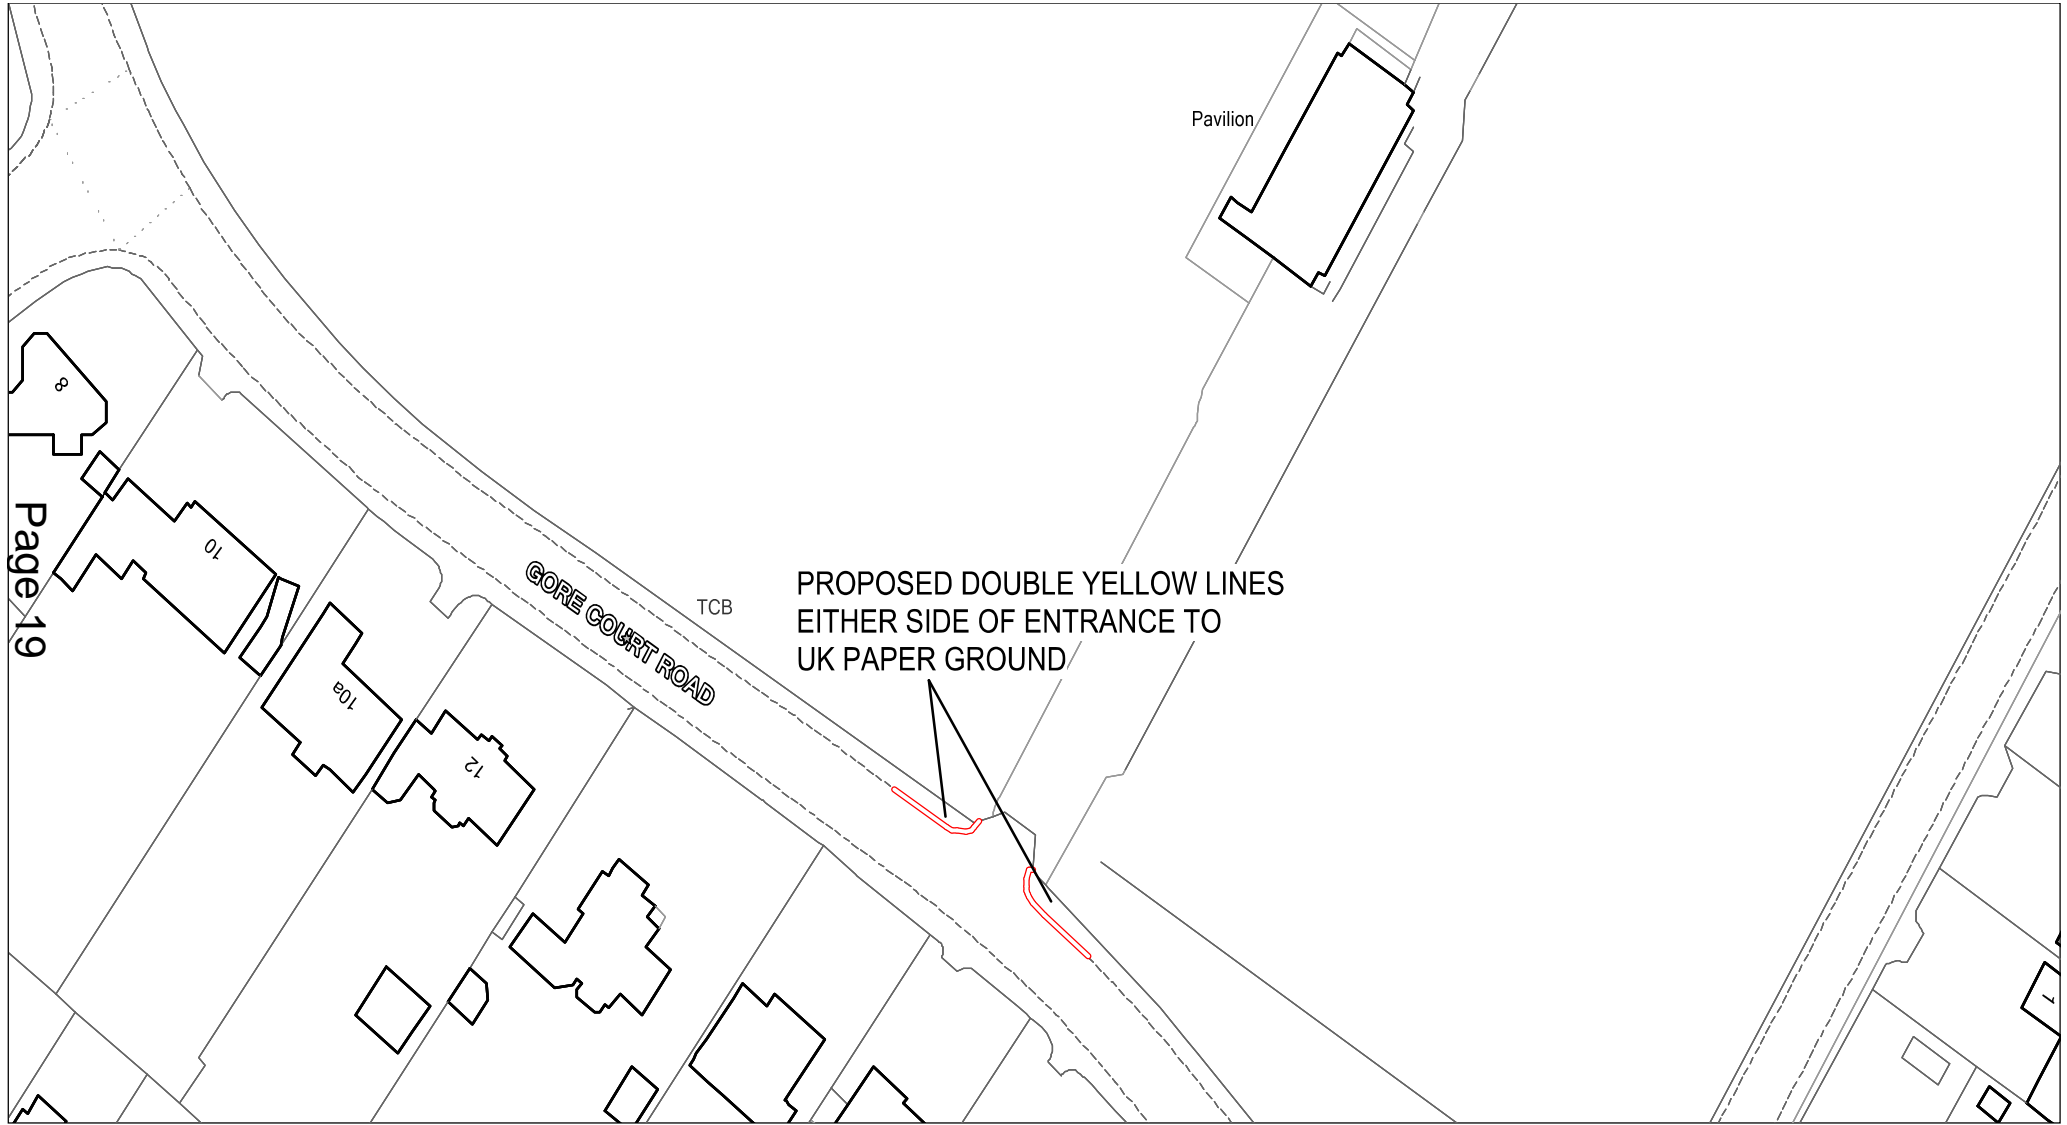 Pavilion
8
10
Page 19
GORE COURT ROAD
TCB
PROPOSED DOUBLE YELLOW LINES
EITHER SIDE OF ENTRANCE TO
UK PAPER GROUND
10a
12
1